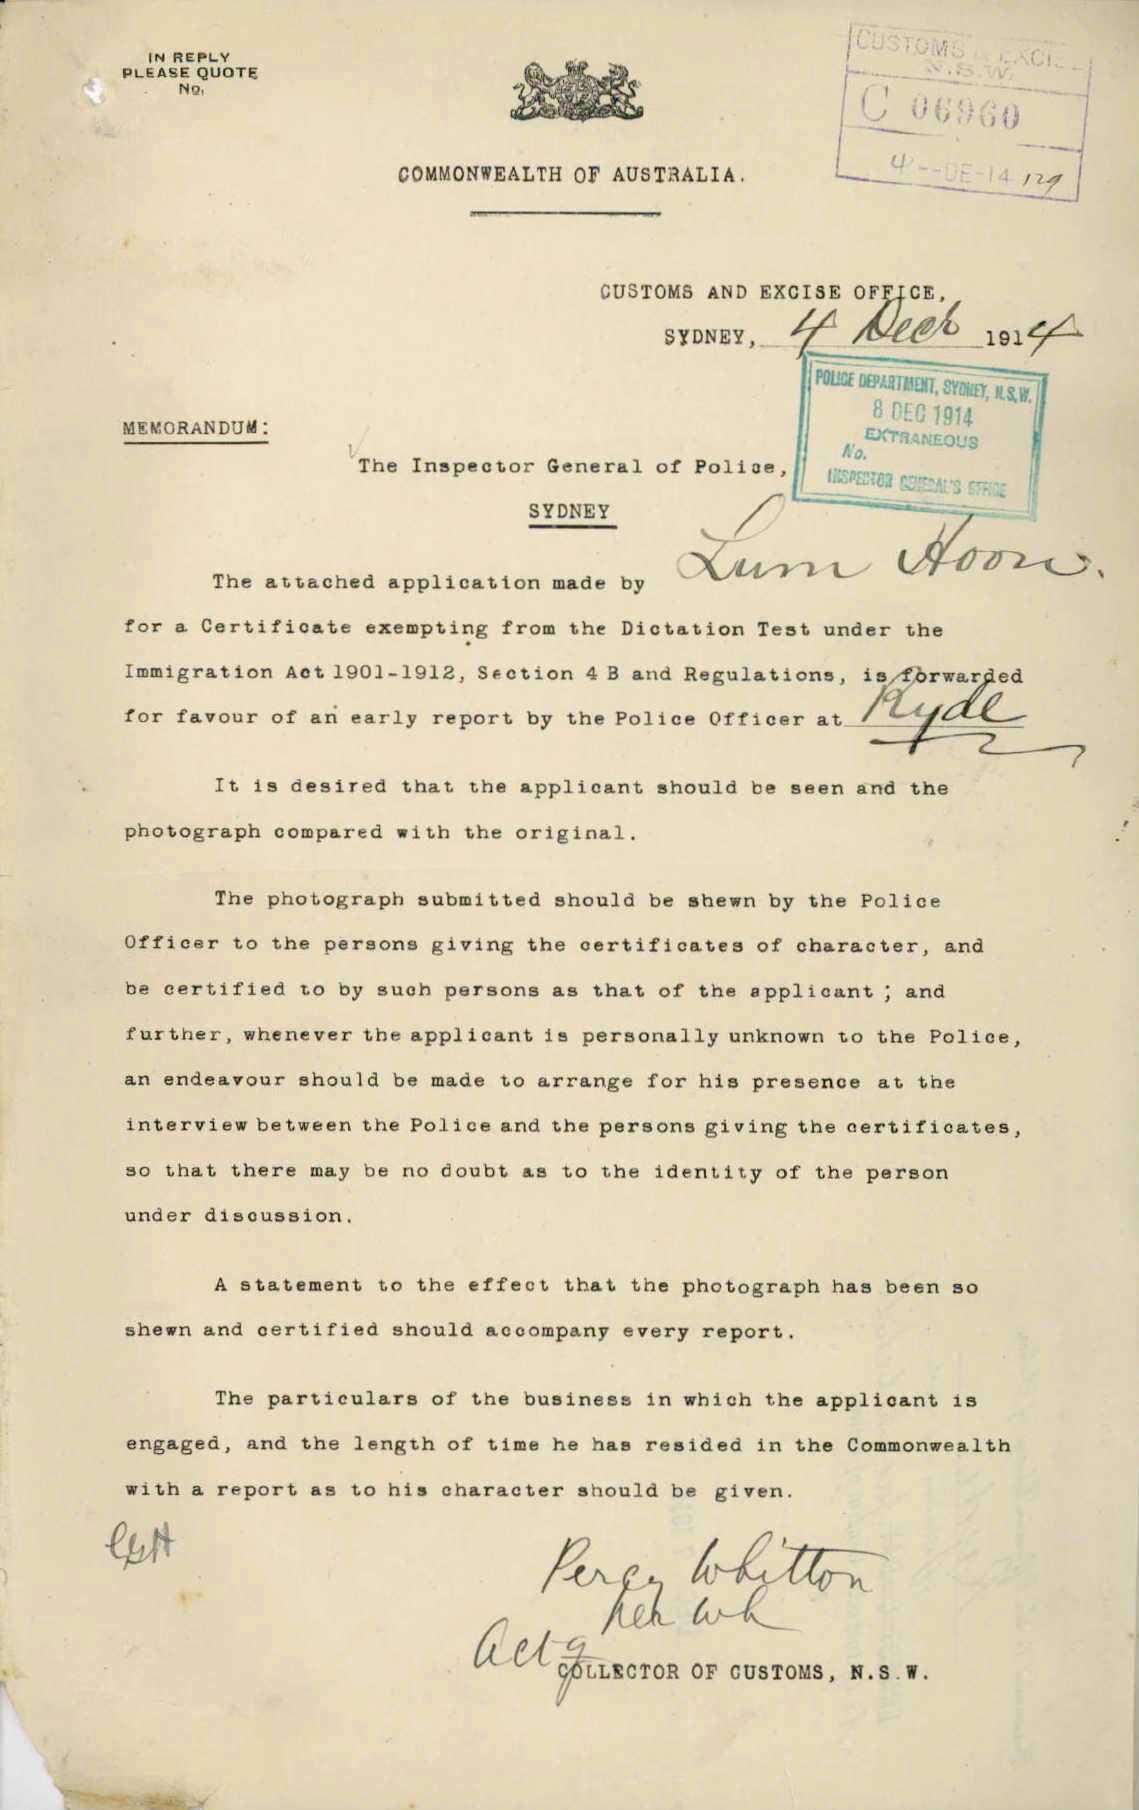 IN REPLY
PLEASE QUOTE
No.
CUSTOMS & EXCISE
N.S.W.
C 06960
4--DE-14 129
COMMONWEALTH OF AUSTRALIA.
CUSTOMS AND EXCISE OFFICE,
SYDNEY, 4 Decb 1914
POLICE DEPARTMENT, SYDNEY, N.S.W.
8 DEC 1914
EXTRANEOUS
No.
INSPECTOR GENERAL'S OFFICE
MEMORANDUM:
The Inspector General of Police,
SYDNEY
The attached application made by Lum Hoon.
for a Certificate exempting from the Dictation Test under the
Immigration Act 1901-1912, Section 4 B and Regulations, is forwarded
for favour of an early report by the Police Officer at Ryde
It is desired that the applicant should be seen and the
photograph compared with the original.
The photograph submitted should be shewn by the Police
Officer to the persons giving the certificates of character, and
be certified to by such persons as that of the applicant ; and
further, whenever the applicant is personally unknown to the Police,
an endeavour should be made to arrange for his presence at the
interview between the Police and the persons giving the certificates,
so that there may be no doubt as to the identity of the person
under discussion.
A statement to the effect that the photograph has been so
shewn and certified should accompany every report.
The particulars of the business in which the applicant is
engaged, and the length of time he has resided in the Commonwealth
with a report as to his character should be given.
Percy Whitton
Actg
COLLECTOR OF CUSTOMS, N.S.W.